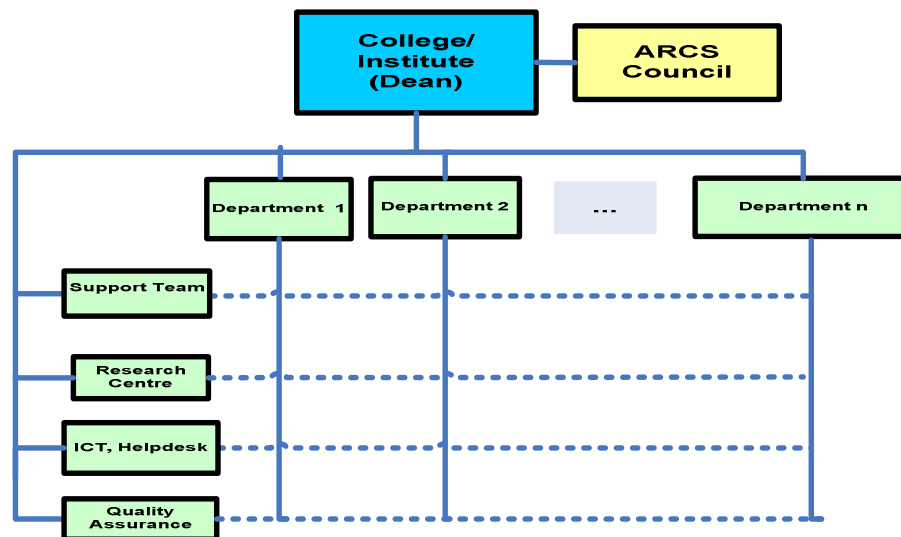 College/
Institute
(Dean)
ARCS
Council
Department 1
Department 2
...
Department n
Support Team
Research
Centre
ICT, Helpdesk
Quality
Assurance